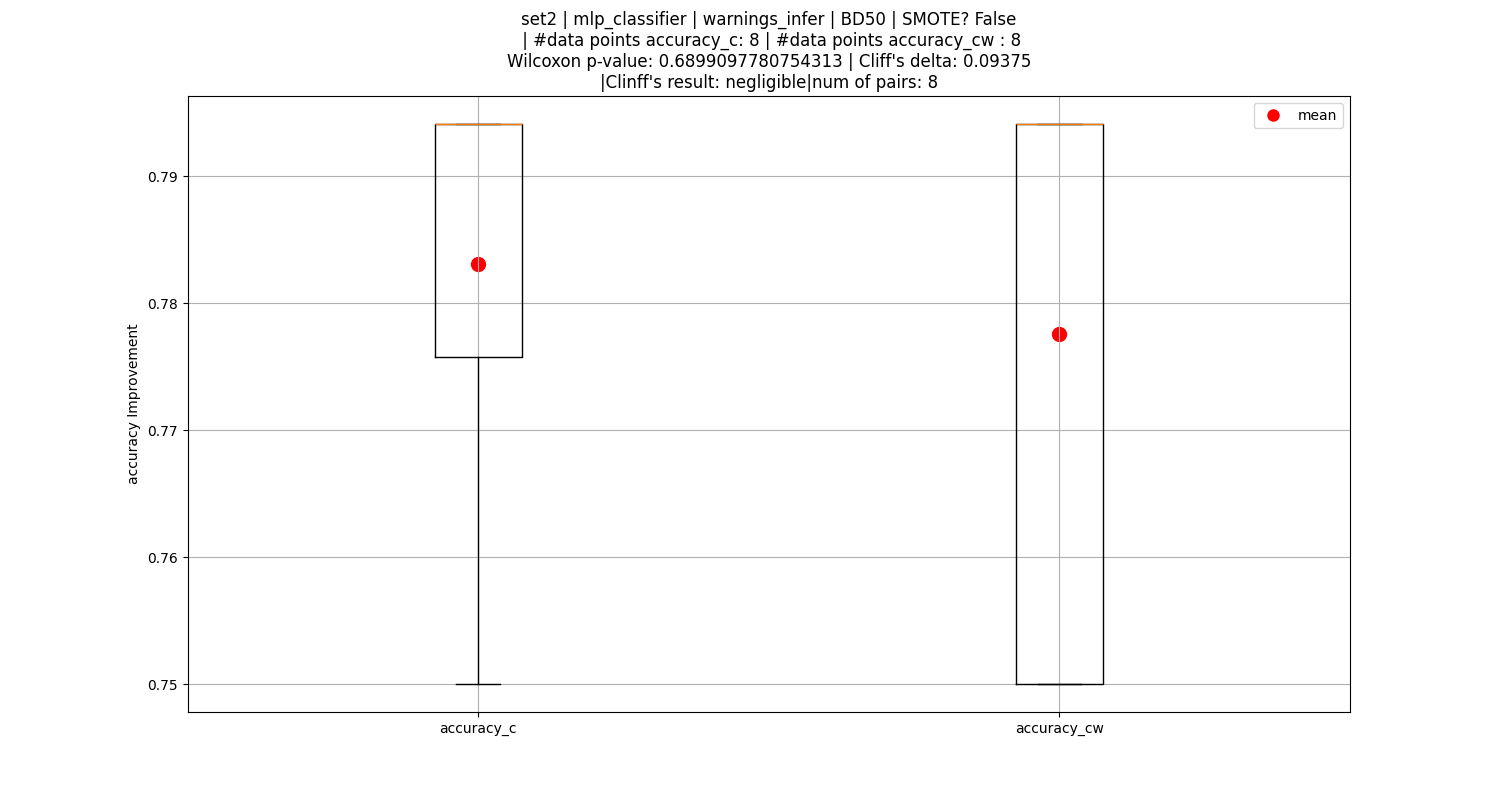 set2 | mlp_classifier | warnings_infer | BD50 | SMOTE? False
| #data points accuracy_c: 8 | #data points accuracy_cw : 8
Wilcoxon p-value: 0.6899097780754313 | Cliff's delta: 0.09375
|Clinff's result: negligible|num of pairs: 8
mean
0.79
0.78
0.77
0.76
0.75
accuracy Improvement
accuracy_c
accuracy_cw